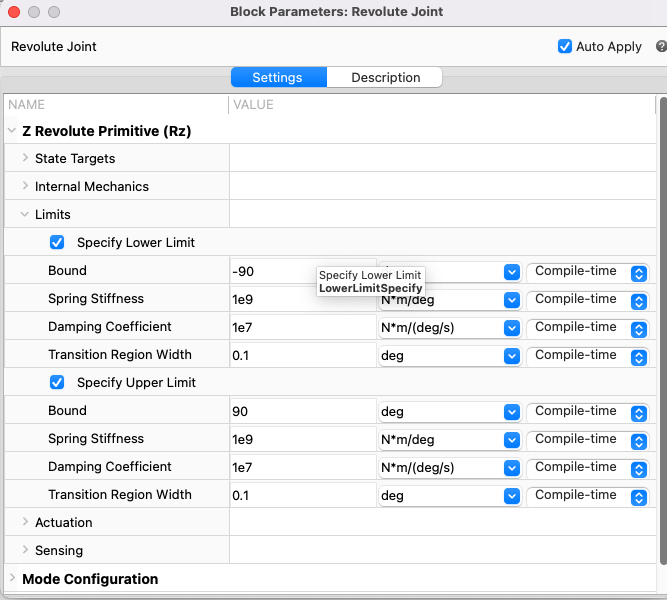 Block Parameters: Revolute Joint
Revolute Joint Auto Apply ?
Settings Description
NAME VALUE
Z Revolute Primitive (Rz)
State Targets
Internal Mechanics
Limits
Specify Lower Limit
Bound -90 Compile-time
Specify Lower Limit
LowerLimitSpecify
Spring Stiffness 1e9 N*m/deg Compile-time
Damping Coefficient 1e7 N*m/(deg/s) Compile-time
Transition Region Width 0.1 deg Compile-time
Specify Upper Limit
Bound 90 deg Compile-time
Spring Stiffness 1e9 N*m/deg Compile-time
Damping Coefficient 1e7 N*m/(deg/s) Compile-time
Transition Region Width 0.1 deg Compile-time
Actuation
Sensing
Mode Configuration